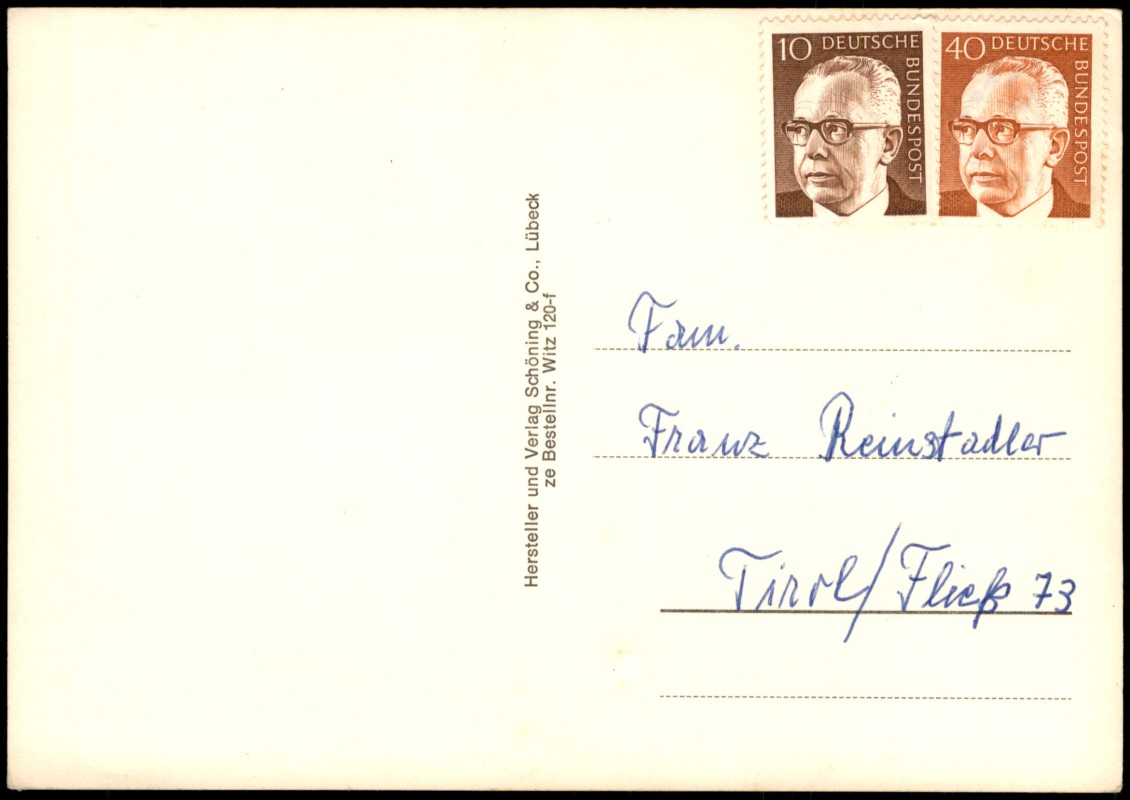 10 DEUTSCHE
BUNDESPOST
40 DEUTSCHE
BUNDESPOST
Hersteller und Verlag Schöning & Co., Lübeck
ze Bestellnr. Witz 120-f
Fam.
Franz Reinstadler
Tirol/Fließ 73